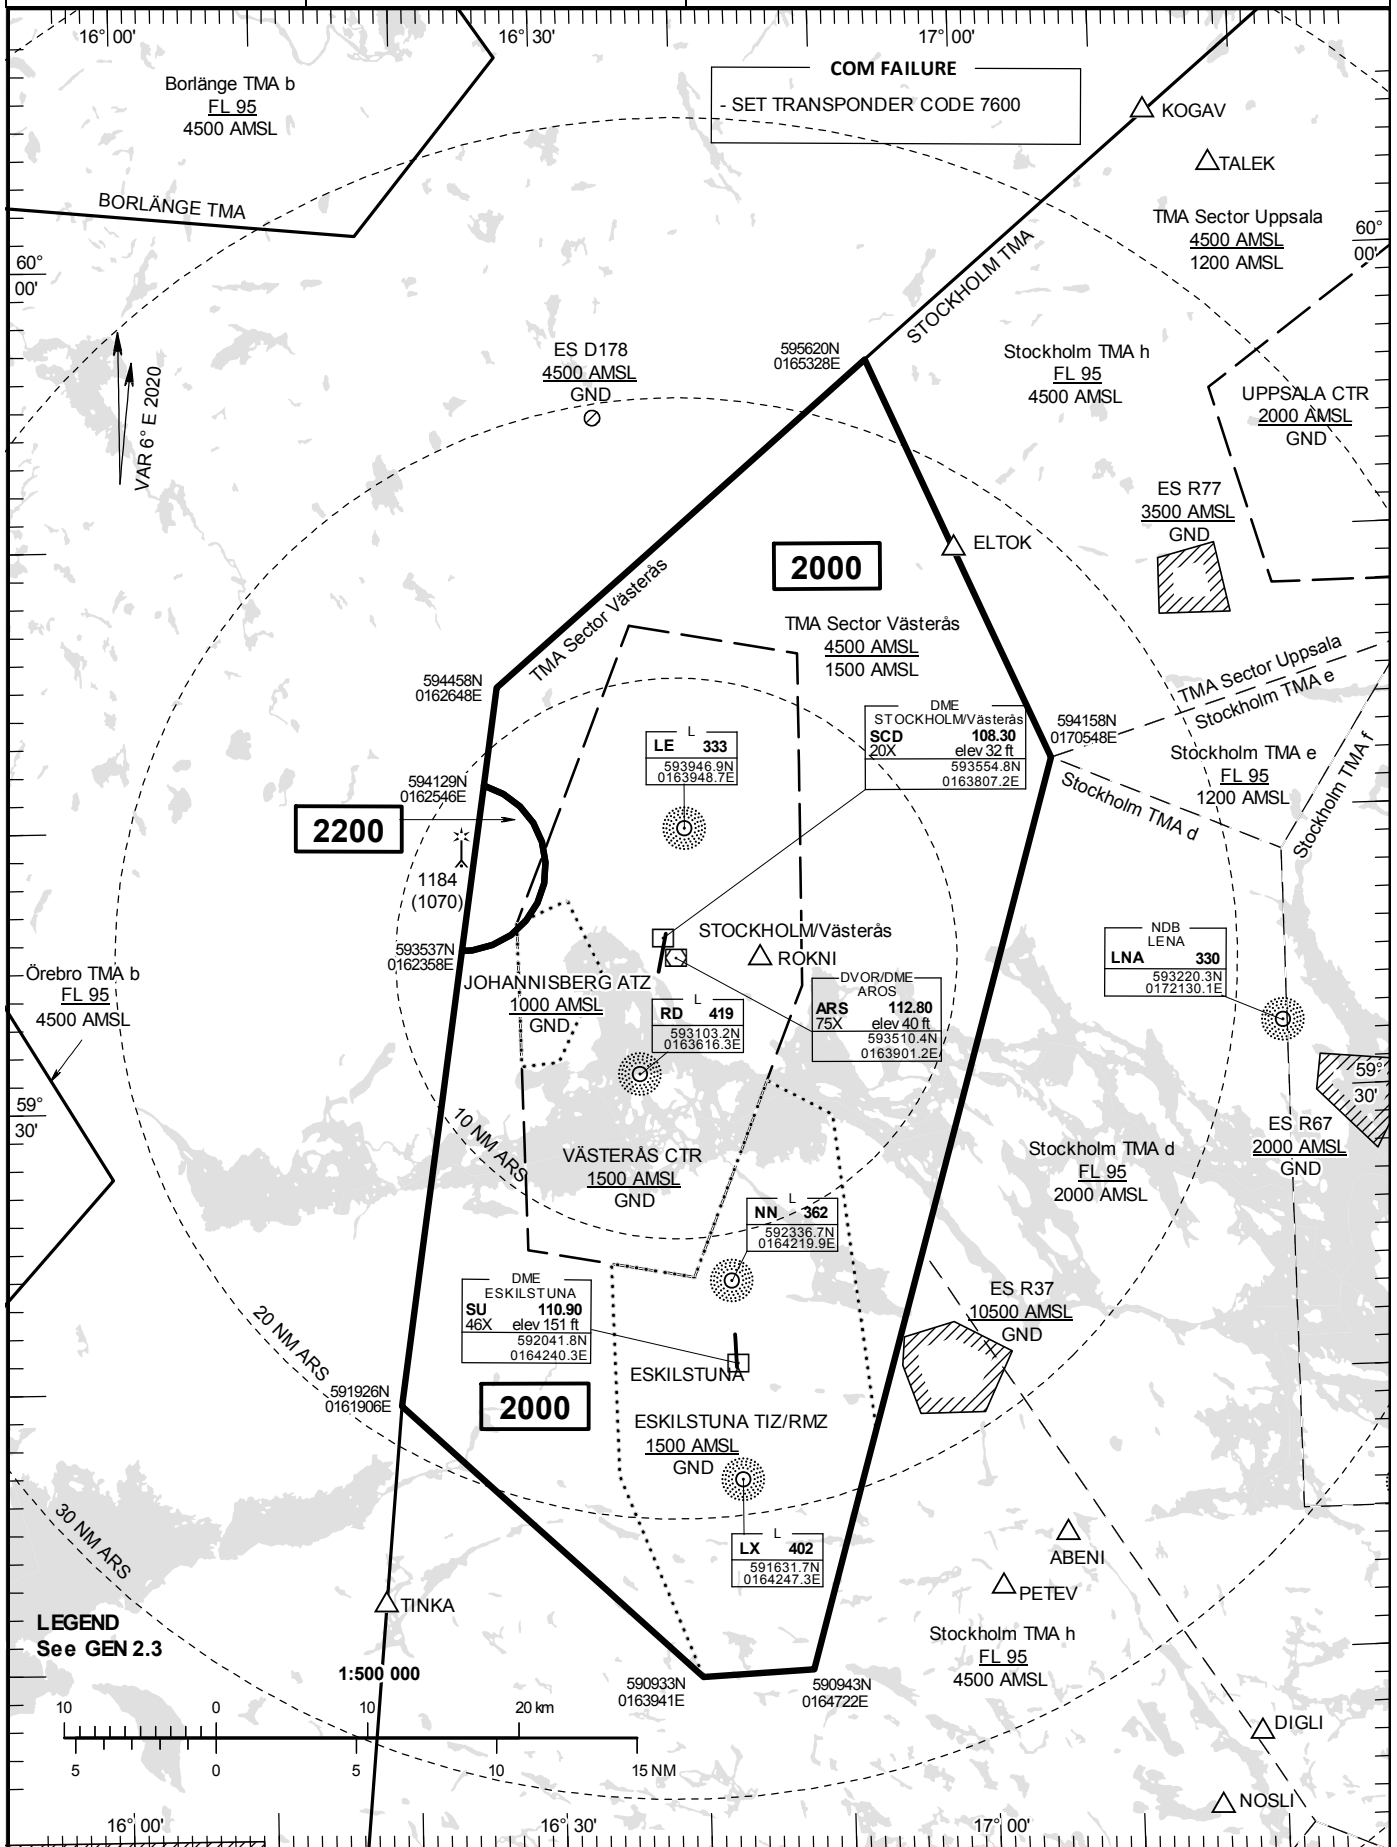 16° 00'
16° 30'
17° 00'
COM FAILURE
- SET TRANSPONDER CODE 7600
Borlänge TMA b
FL 95
4500 AMSL
KOGAV
TALEK
BORLÄNGE TMA
TMA Sector Uppsala
4500 AMSL
1200 AMSL
60°
00'
60°
00'
STOCKHOLM TMA
VAR 6° E 2020
ES D178
4500 AMSL
GND
595620N
0165328E
Stockholm TMA h
FL 95
4500 AMSL
UPPSALA CTR
2000 AMSL
GND
ES R77
3500 AMSL
GND
ELTOK
2000
TMA Sector Västerås
TMA Sector Västerås
4500 AMSL
1500 AMSL
TMA Sector Uppsala
Stockholm TMA e
594458N
0162648E
DME
STOCKHOLM/Västerås
SCD 108.30
20X elev 32 ft
593554.8N
0163807.2E
594158N
0170548E
L
LE 333
593946.9N
0163948.7E
Stockholm TMA e
FL 95
1200 AMSL
Stockholm TMA f
Stockholm TMA d
594129N
0162546E
2200
1184
(1070)
593537N
0162358E
STOCKHOLM/Västerås
ROKNI
NDB
LENA
LNA 330
593220.3N
0172130.1E
Örebro TMA b
FL 95
4500 AMSL
JOHANNISBERG ATZ
1000 AMSL
GND
L
RD 419
593103.2N
0163616.3E
DVOR/DME
AROS
ARS 112.80
75X elev 40 ft
593510.4N
0163901.2E
59°
30'
59°
30'
10 NM ARS
ES R67
2000 AMSL
GND
VÄSTERÅS CTR
1500 AMSL
GND
Stockholm TMA d
FL 95
2000 AMSL
L
NN 362
592336.7N
0164219.9E
DME
ESKILSTUNA
SU 110.90
46X elev 151 ft
592041.8N
0164240.3E
ES R37
10500 AMSL
GND
20 NM ARS
ESKILSTUNA
591926N
0161906E
2000
ESKILSTUNA TIZ/RMZ
1500 AMSL
GND
30 NM ARS
L
LX 402
591631.7N
0164247.3E
ABENI
PETEV
TINKA
LEGEND
See GEN 2.3
Stockholm TMA h
FL 95
4500 AMSL
1:500 000
590933N
0163941E
590943N
0164722E
10 0 10 20 km
5 0 5 10 15 NM
DIGLI
NOSLI
16° 00'
16° 30'
17° 00'